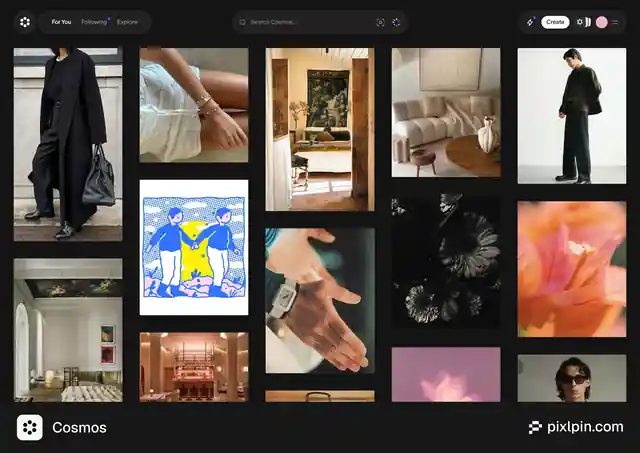 For You Following Explore
Search Cosmos...
Create
Cosmos
pixlpin.com